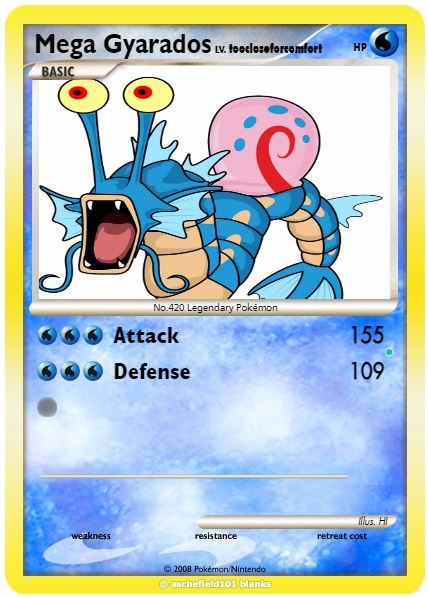 Mega Gyarados LV. toocloseforcomfort HP
BASIC
No.420 Legendary Pokémon
Attack 155
Defense 109
Illus. HI
weakness resistance retreat cost
© 2008 Pokémon/Nintendo
© aschefield101 blanks